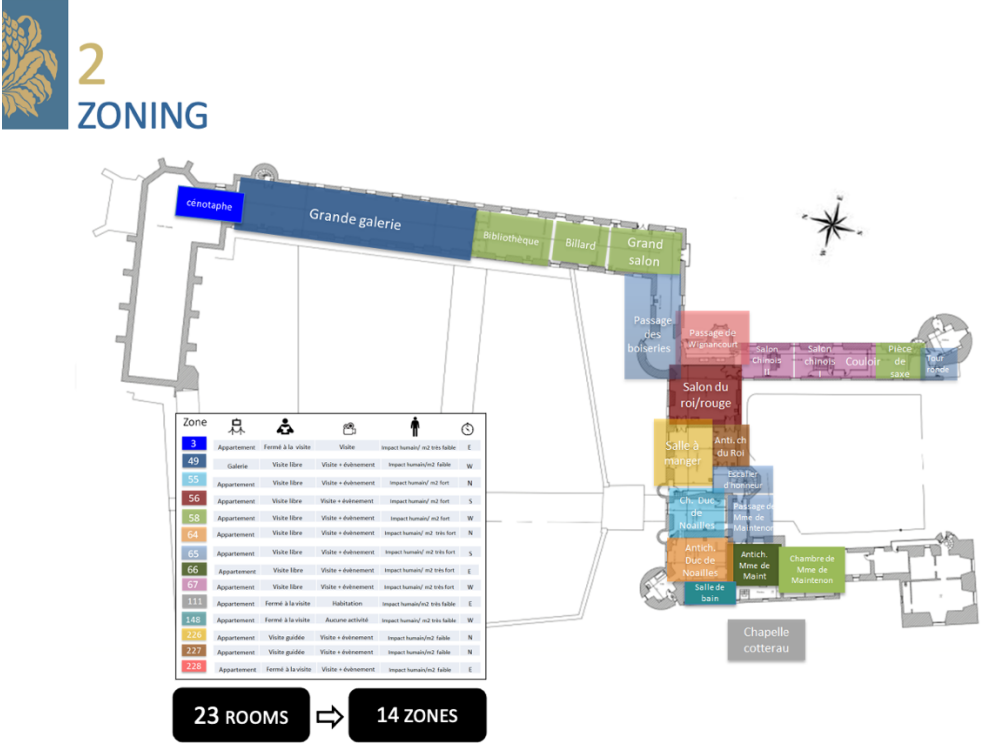 2
ZONING
cénotaphe
Grande galerie
Bibliothèque
Billard
Grand
salon
Passage
des
boiseries
Passage de
Wignancourt
Salon
Chinois
II
Salon
chinois
I
Couloir
Pièce
de
saxe
Tour
ronde
Salon du
roi/rouge
Salle à
manger
Anti. ch
du Roi
Escalier
d'honneur
Ch. Duc
de
Noailles
Passage de
Mme de
Maintenon
Antich.
Duc de
Noailles
Antich.
Mme de
Maint
Chambre de
Mme de
Maintenon
Salle de
bain
Chapelle
cotterau
Zone
3 Appartement Fermé à la visite Visite Impact humain/ m2 très faible E
49 Galerie Visite libre Visite + évènement Impact humain/m2 faible W
55 Appartement Visite libre Visite + évènement Impact humain/ m2 fort N
56 Appartement Visite libre Visite + évènement Impact humain/ m2 fort S
58 Appartement Visite libre Visite + évènement Impact humain/ m2 fort W
64 Appartement Visite libre Visite + évènement Impact humain/ m2 très fort N
65 Appartement Visite libre Visite + évènement Impact humain/ m2 très fort S
66 Appartement Visite libre Visite + évènement Impact humain/ m2 très fort E
67 Appartement Visite libre Visite + évènement Impact humain/ m2 très fort W
111 Appartement Fermé à la visite Habitation Impact humain/m2 très faible E
148 Appartement Fermé à la visite Aucune activité Impact humain/ m2 très faible W
226 Appartement Visite guidée Visite + évènement Impact humain/m2 faible N
227 Appartement Visite guidée Visite + évènement Impact humain/m2 faible N
228 Appartement Fermé à la visite Visite + évènement Impact humain/m2 faible E
23 ROOMS
14 ZONES